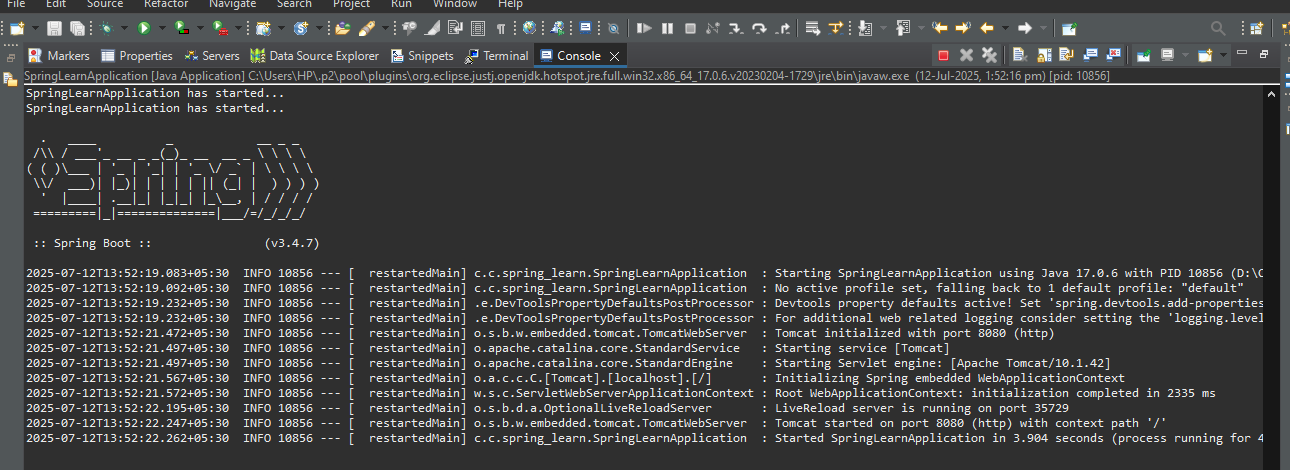 File Edit Source Refactor Navigate Search Project Run Window Help
Markers Properties Servers Data Source Explorer Snippets Terminal Console
SpringLearnApplication [Java Application] C:\Users\HP\.p2\pool\plugins\org.eclipse.justj.openjdk.hotspot.jre.full.win32.x86_64_17.0.6.v20230204-1729\jre\bin\javaw.exe (12-Jul-2025, 1:52:16 pm) [pid: 10856]
SpringLearnApplication has started...
SpringLearnApplication has started...
Spring
:: Spring Boot :: (v3.4.7)
2025-07-12T13:52:19.083+05:30 INFO 10856 --- [ restartedMain] c.c.spring_learn.SpringLearnApplication : Starting SpringLearnApplication using Java 17.0.6 with PID 10856 (D:\C
2025-07-12T13:52:19.092+05:30 INFO 10856 --- [ restartedMain] c.c.spring_learn.SpringLearnApplication : No active profile set, falling back to 1 default profile: "default"
2025-07-12T13:52:19.232+05:30 INFO 10856 --- [ restartedMain] .e.DevToolsPropertyDefaultsPostProcessor : Devtools property defaults active! Set 'spring.devtools.add-properties
2025-07-12T13:52:19.232+05:30 INFO 10856 --- [ restartedMain] .e.DevToolsPropertyDefaultsPostProcessor : For additional web related logging consider setting the 'logging.level
2025-07-12T13:52:21.472+05:30 INFO 10856 --- [ restartedMain] o.s.b.w.embedded.tomcat.TomcatWebServer : Tomcat initialized with port 8080 (http)
2025-07-12T13:52:21.497+05:30 INFO 10856 --- [ restartedMain] o.apache.catalina.core.StandardService : Starting service [Tomcat]
2025-07-12T13:52:21.497+05:30 INFO 10856 --- [ restartedMain] o.apache.catalina.core.StandardEngine : Starting Servlet engine: [Apache Tomcat/10.1.42]
2025-07-12T13:52:21.567+05:30 INFO 10856 --- [ restartedMain] o.a.c.c.C.[Tomcat].[localhost].[/] : Initializing Spring embedded WebApplicationContext
2025-07-12T13:52:21.572+05:30 INFO 10856 --- [ restartedMain] w.s.c.ServletWebServerApplicationContext : Root WebApplicationContext: initialization completed in 2335 ms
2025-07-12T13:52:22.195+05:30 INFO 10856 --- [ restartedMain] o.s.b.d.a.OptionalLiveReloadServer : LiveReload server is running on port 35729
2025-07-12T13:52:22.247+05:30 INFO 10856 --- [ restartedMain] o.s.b.w.embedded.tomcat.TomcatWebServer : Tomcat started on port 8080 (http) with context path '/'
2025-07-12T13:52:22.262+05:30 INFO 10856 --- [ restartedMain] c.c.spring_learn.SpringLearnApplication : Started SpringLearnApplication in 3.904 seconds (process running for 4